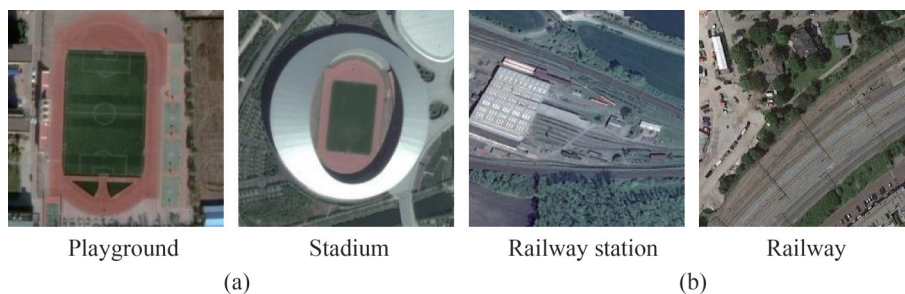 Playground
Stadium
Railway station
Railway
(a)
(b)